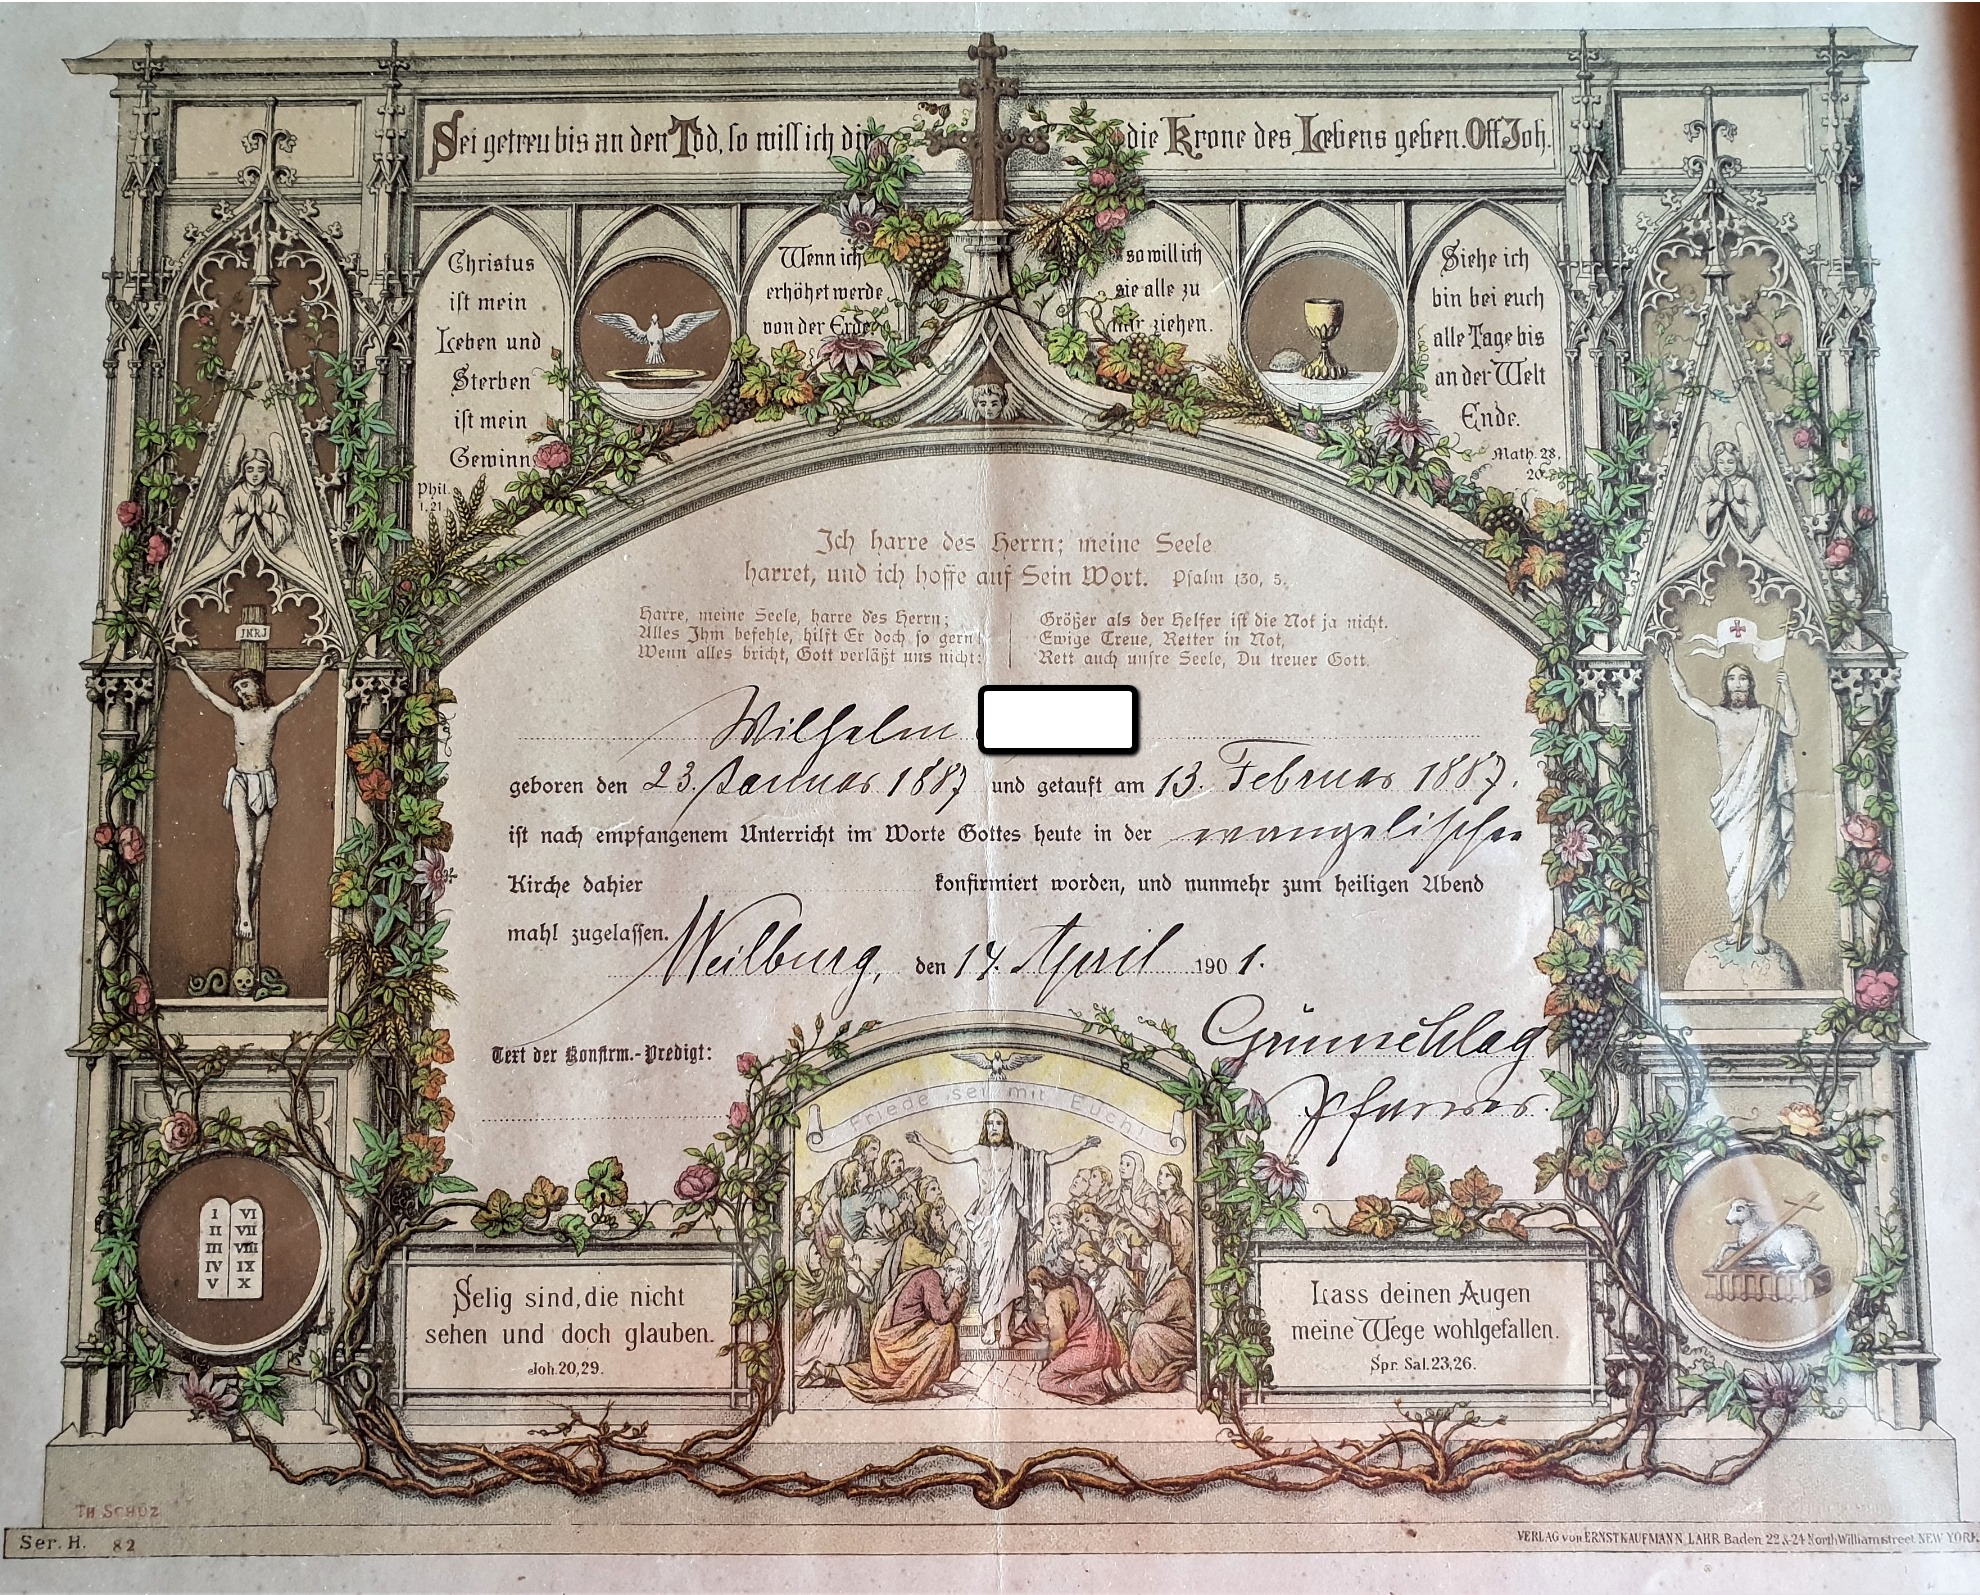 Sei getreu bis an den Tod, so will ich dir die Krone des Lebens geben. Off Joh.
Christus
ist mein
Leben und
Sterben
ist mein
Gewinn
Phil.
1,21.
Wenn ich
erhöhet werde
von der Erde
so will ich
sie alle zu
mir ziehen.
Siehe ich
bin bei euch
alle Tage bis
an der Welt
Ende.
Math. 28,
20.
Ich harre des Herrn; meine Seele
harret, und ich hoffe auf Sein Wort. Psalm 130, 5.
Harre, meine Seele, harre des Herrn;
Alles Ihm befehle, hilft Er doch so gern!
Wenn alles bricht, Gott verläßt uns nicht:
Größer als der Helfer ist die Not ja nicht.
Ewige Treue, Retter in Not,
Rett auch unsre Seele, Du treuer Gott.
JNRJ
Wilhelm
geboren den 23. Januar 1887 und getauft am 13. Februar 1887.
ist nach empfangenem Unterricht im Worte Gottes heute in der evangelischen
Kirche dahier konfirmiert worden, und nunmehr zum heiligen Abend
mahl zugelassen.
Weilburg, den 14. April 1901.
Grünschlag
Pfarrer.
Text der Konfirm.-Predigt:
Friede sei mit Euch!
I VI
II VII
III VIII
IV IX
V X
Selig sind, die nicht
sehen und doch glauben.
Joh. 20,29.
Lass deinen Augen
meine Wege wohlgefallen.
Spr. Sal. 23,26.
TH SCHÜZ
Ser. H. 82
VERLAG von ERNST KAUFMANN LAHR Baden 22 & 24 North William street NEW YORK